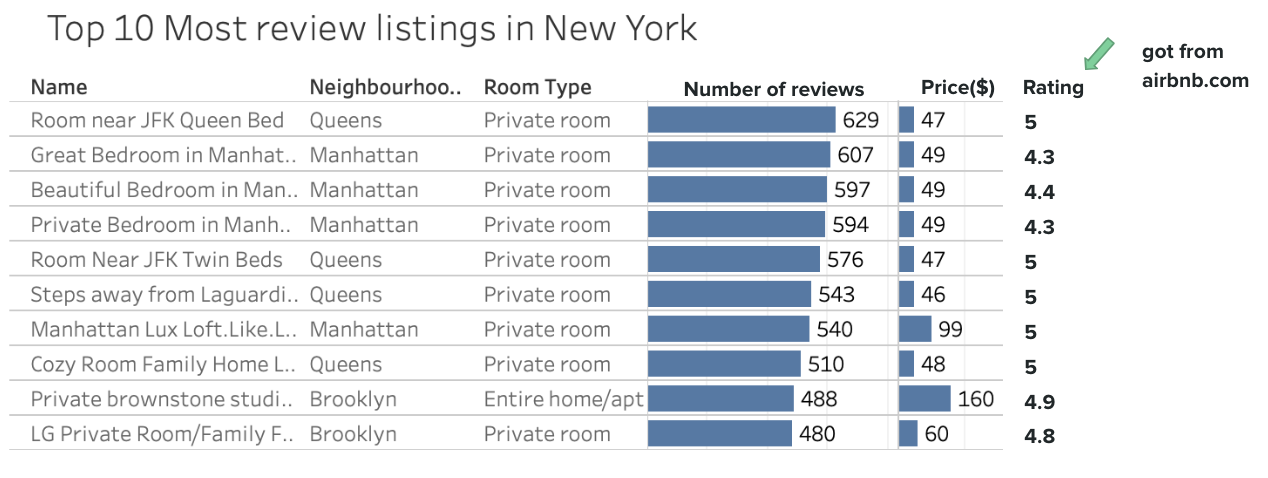 Top 10 Most review listings in New York
got from
airbnb.com
Name Neighbourhoo.. Room Type Number of reviews Price($) Rating
Room near JFK Queen Bed Queens Private room 629 47 5
Great Bedroom in Manhat.. Manhattan Private room 607 49 4.3
Beautiful Bedroom in Man.. Manhattan Private room 597 49 4.4
Private Bedroom in Manh.. Manhattan Private room 594 49 4.3
Room Near JFK Twin Beds Queens Private room 576 47 5
Steps away from Laguardi.. Queens Private room 543 46 5
Manhattan Lux Loft.Like.L.. Manhattan Private room 540 99 5
Cozy Room Family Home L.. Queens Private room 510 48 5
Private brownstone studi.. Brooklyn Entire home/apt 488 160 4.9
LG Private Room/Family F.. Brooklyn Private room 480 60 4.8